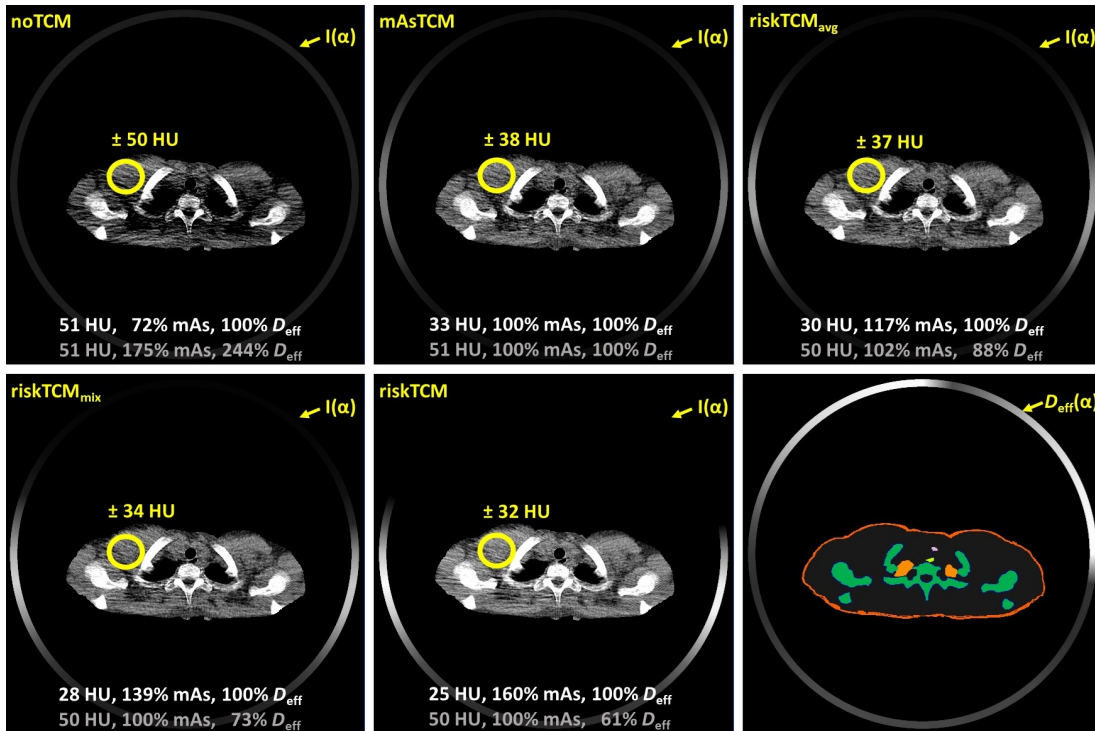 noTCM
I(α)
± 50 HU
51 HU, 72% mAs, 100% Deff
51 HU, 175% mAs, 244% Deff
mAsTCM
I(α)
± 38 HU
33 HU, 100% mAs, 100% Deff
51 HU, 100% mAs, 100% Deff
riskTCMavg
I(α)
± 37 HU
30 HU, 117% mAs, 100% Deff
50 HU, 102% mAs, 88% Deff
riskTCMmix
I(α)
± 34 HU
28 HU, 139% mAs, 100% Deff
50 HU, 100% mAs, 73% Deff
riskTCM
I(α)
± 32 HU
25 HU, 160% mAs, 100% Deff
50 HU, 100% mAs, 61% Deff
Deff(α)